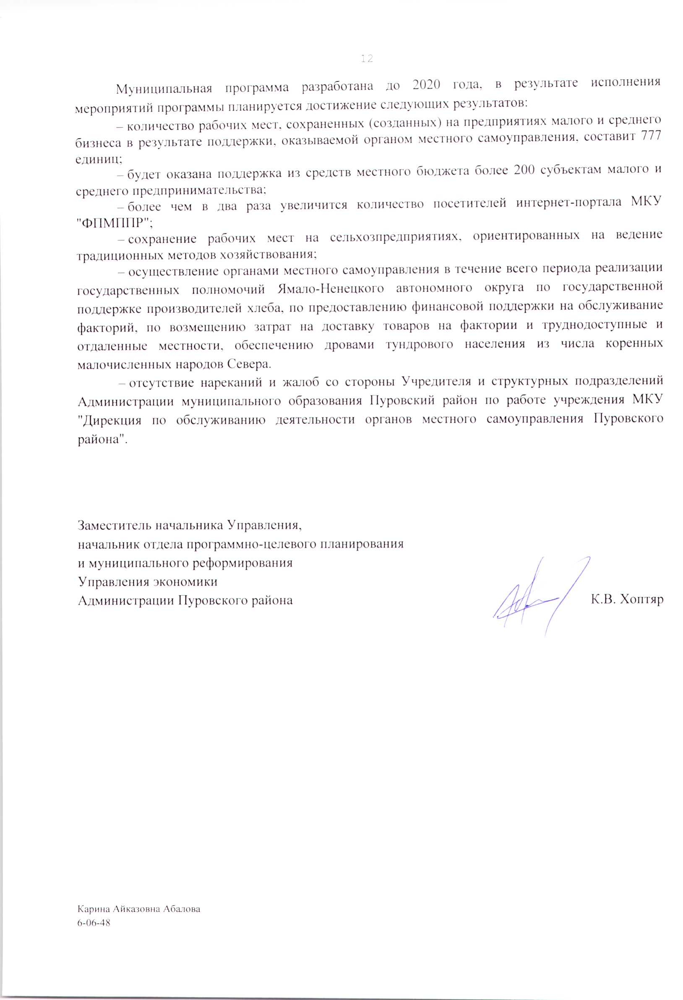 12
Муниципальная программа разработана до 2020 года, в результате исполнения
мероприятий программы планируется достижение следующих результатов:
– количество рабочих мест, сохраненных (созданных) на предприятиях малого и среднего
бизнеса в результате поддержки, оказываемой органом местного самоуправления, составит 777
единиц;
– будет оказана поддержка из средств местного бюджета более 200 субъектам малого и
среднего предпринимательства;
– более чем в два раза увеличится количество посетителей интернет-портала МКУ
"ФПМППР";
– сохранение рабочих мест на сельхозпредприятиях, ориентированных на ведение
традиционных методов хозяйствования;
– осуществление органами местного самоуправления в течение всего периода реализации
государственных полномочий Ямало-Ненецкого автономного округа по государственной
поддержке производителей хлеба, по предоставлению финансовой поддержки на обслуживание
факторий, по возмещению затрат на доставку товаров на фактории и труднодоступные и
отдаленные местности, обеспечению дровами тундрового населения из числа коренных
малочисленных народов Севера.
– отсутствие нареканий и жалоб со стороны Учредителя и структурных подразделений
Администрации муниципального образования Пуровский район по работе учреждения МКУ
"Дирекция по обслуживанию деятельности органов местного самоуправления Пуровского
района".
Заместитель начальника Управления,
начальник отдела программно-целевого планирования
и муниципального реформирования
Управления экономики
Администрации Пуровского района К.В. Хоптяр
Карина Айказовна Абалова
6-06-48